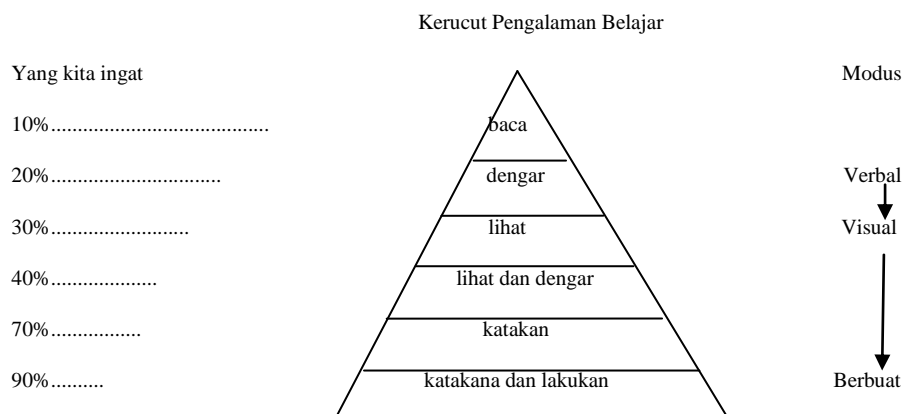 Kerucut Pengalaman Belajar
Yang kita ingat Modus
10%......................................... baca
20%................................ dengar Verbal
30%.......................... lihat Visual
40%.................... lihat dan dengar
70%................. katakan
90%.......... katakana dan lakukan Berbuat